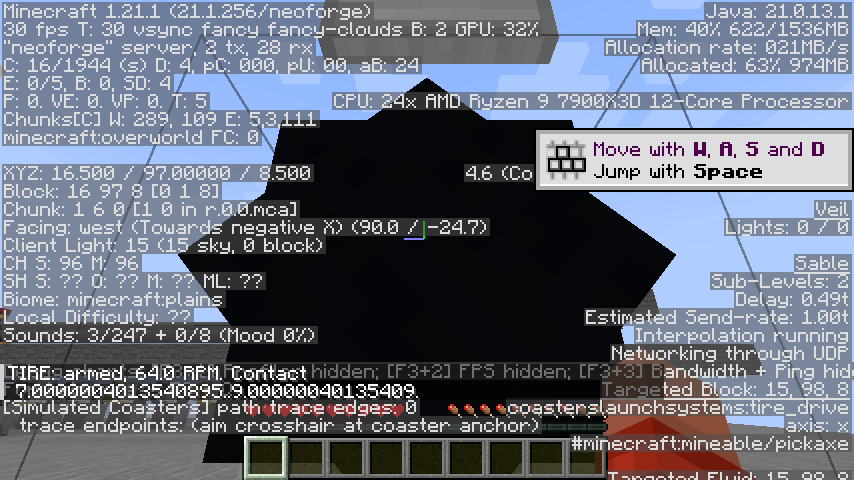 Minecraft 1.21.1 (21.1.256/neoforge)
30 fps T: 30 vsync fancy fancy-clouds B: 2 GPU: 32%
"neoforge" server, 2 tx, 28 rx
C: 16/1944 (s) D: 4, pC: 000, pU: 00, aB: 24
E: 0/5, B: 0, SD: 4
P: 0. VE: 0. VP: 0. T: 5
Chunks[C] W: 289, 109 E: 5,3,111
minecraft:overworld FC: 0
XYZ: 16.500 / 97.00000 / 8.500
Block: 16 97 8 [0 1 8]
Chunk: 1 6 0 [1 0 in r.0.0.mca]
Facing: west (Towards negative X) (90.0 / -24.7)
Client Light: 15 (15 sky, 0 block)
CH S: 96 M: 96
SH S: ?? O: ?? M: ?? ML: ??
Biome: minecraft:plains
Local Difficulty: ??
Sounds: 3/247 + 0/8 (Mood 0%)
Java: 21.0.13.1
Mem: 40% 622/1536MB
Allocation rate: 021MB/s
Allocated: 63% 974MB
CPU: 24x AMD Ryzen 9 7900X3D 12-Core Processor
4.6 (Co
Move with W, A, S and D
Jump with Space
Veil
Lights: 0 / 0
Sable
Sub-Levels: 2
Delay: 0.49t
Estimated Send-rate: 1.00t
Interpolation running
Networking through UDP
TIRE: armed, 64.0 RPM. Contact
hidden; [F3+2] FPS hidden; [F3+3] Bandwidth + Ping hid
7.0000004013540895,9.00000040135409
Targeted Block: 15, 98, 8
[Simulated Coasters] path trace edges: 0
coasterslaunchsystems:tire_drive
trace endpoints: (aim crosshair at coaster anchor)
axis: x
#minecraft:mineable/pickaxe
Targeted Fluid: 15, 98, 8